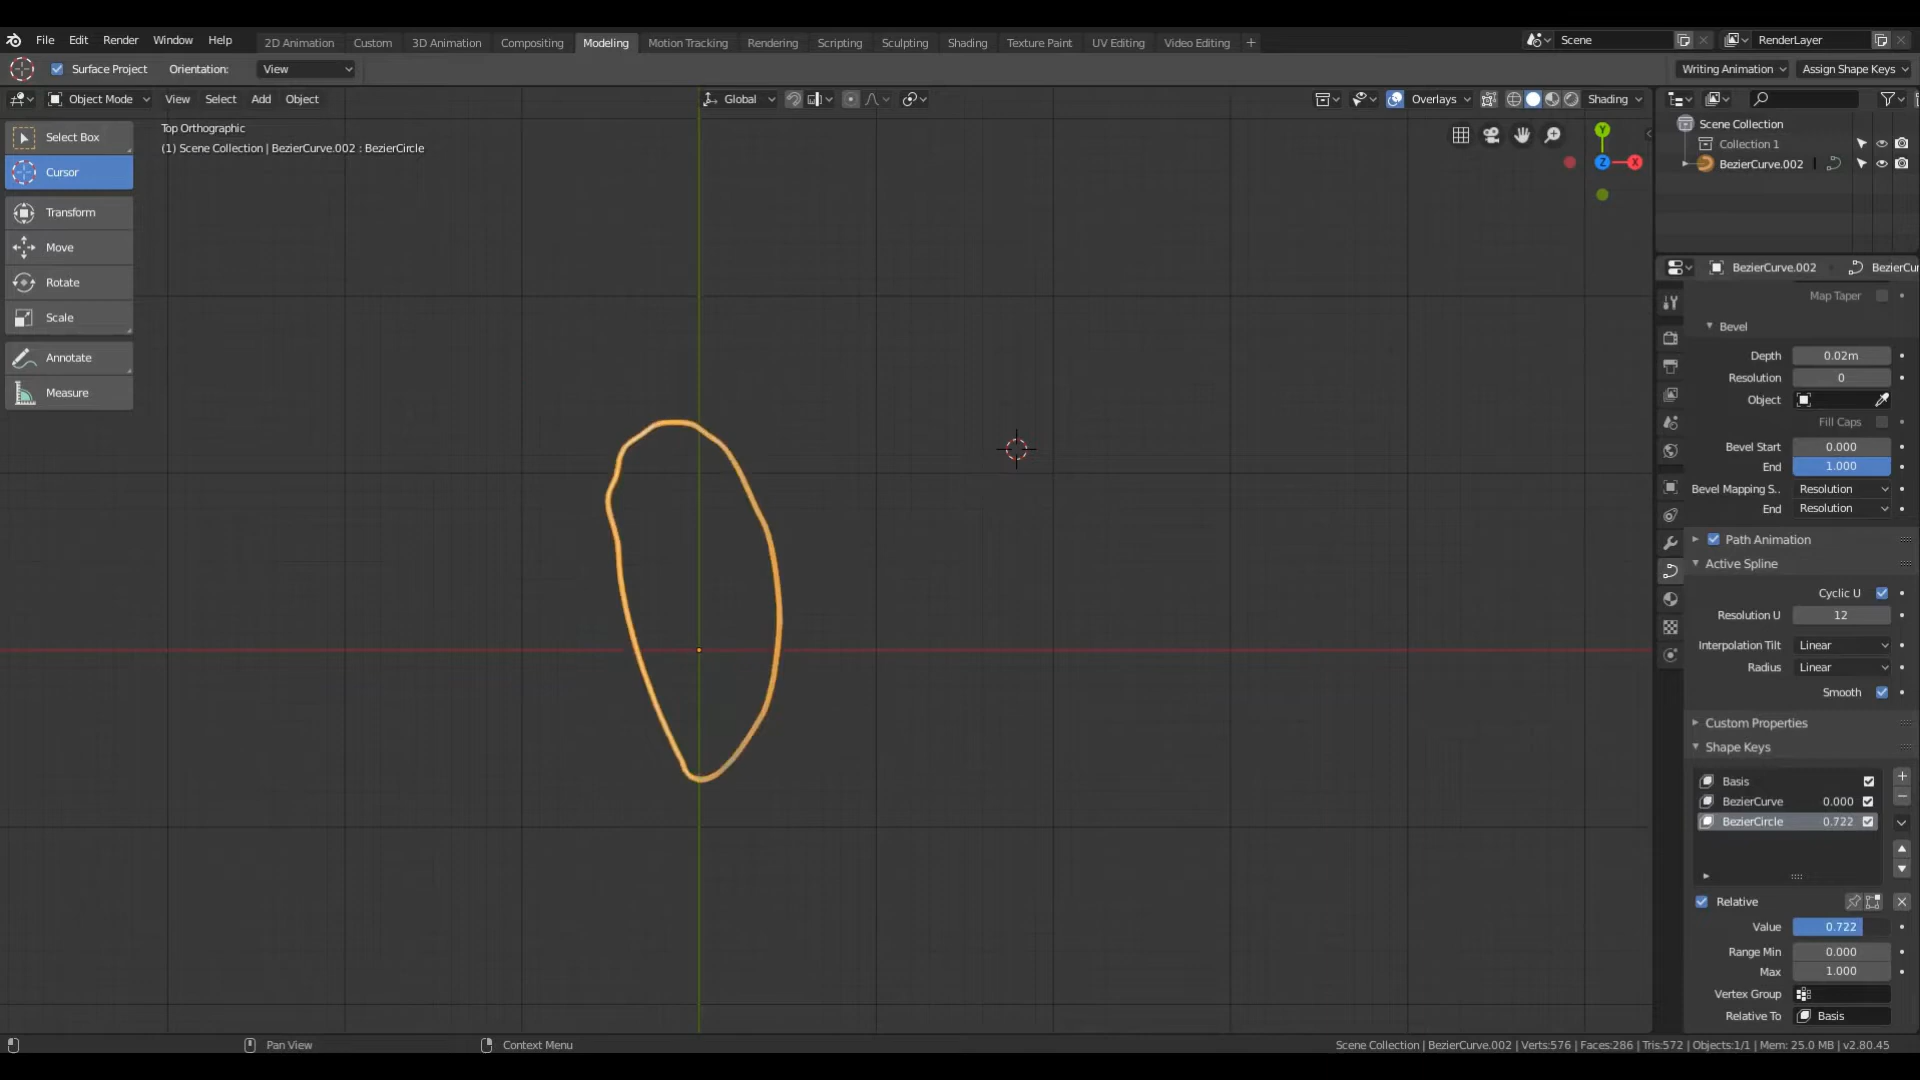 File Edit Render Window Help 2D Animation Custom 3D Animation Compositing Modeling Motion Tracking Rendering Scripting Sculpting Shading Texture Paint UV Editing Video Editing + Scene RenderLayer
Surface Project Orientation: View Writing Animation Assign Shape Keys
Object Mode View Select Add Object Global Overlays Shading
Top Orthographic
(1) Scene Collection | BezierCurve.002 : BezierCircle
Select Box
Cursor
Transform
Move
Rotate
Scale
Annotate
Measure
Y
Z
X
Scene Collection
Collection 1
BezierCurve.002
BezierCurve.002 BezierCur
Map Taper
Bevel
Depth 0.02m
Resolution 0
Object
Fill Caps
Bevel Start 0.000
End 1.000
Bevel Mapping S.. Resolution
End Resolution
Path Animation
Active Spline
Cyclic U
Resolution U 12
Interpolation Tilt Linear
Radius Linear
Smooth
Custom Properties
Shape Keys
Basis
BezierCurve 0.000
BezierCircle 0.722
Relative
Value 0.722
Range Min 0.000
Max 1.000
Vertex Group
Relative To Basis
Pan View Context Menu Scene Collection | BezierCurve.002 | Verts:576 | Faces:286 | Tris:572 | Objects:1/1 | Mem: 25.0 MB | v2.80.45